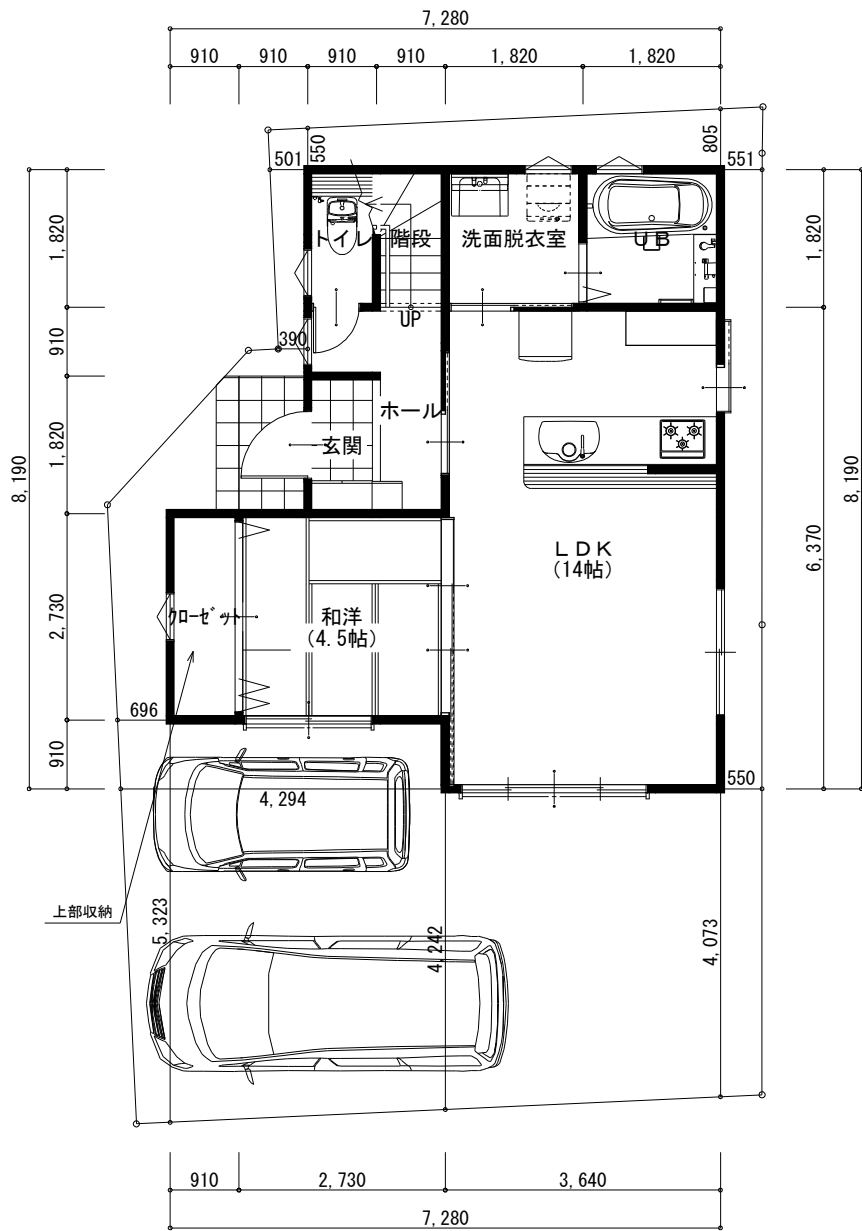 7,280
910 910 910 910 1,820 1,820
501 550 805 551
1,820
トイレ 階段 洗面脱衣室 UB
1,820
UP
910
390
ホール
玄関
1,820
8,190
8,190
6,370
LDK
(14帖)
2,730
クローゼット
和洋
(4.5帖)
696
910
550
4,294
上部収納
5,323
4,242
4,073
910 2,730 3,640
7,280